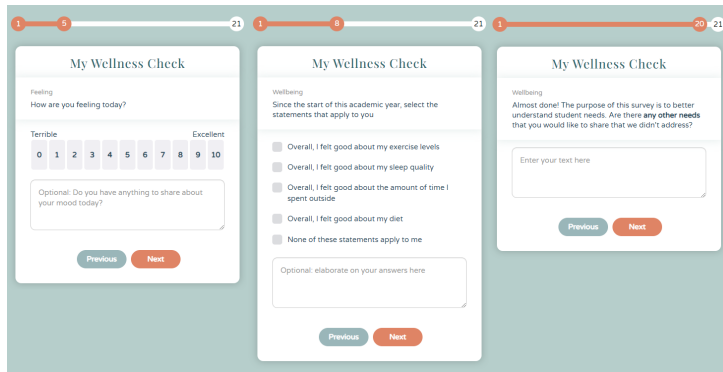 1 5 21
My Wellness Check
Feeling
How are you feeling today?
Terrible Excellent
0 1 2 3 4 5 6 7 8 9 10
Optional: Do you have anything to share about
your mood today?
Previous Next
1 8 21
My Wellness Check
Wellbeing
Since the start of this academic year, select the
statements that apply to you
Overall, I felt good about my exercise levels
Overall, I felt good about my sleep quality
Overall, I felt good about the amount of time I
spent outside
Overall, I felt good about my diet
None of these statements apply to me
Optional: elaborate on your answers here
Previous Next
1 20 21
My Wellness Check
Wellbeing
Almost done! The purpose of this survey is to better
understand student needs. Are there any other needs
that you would like to share that we didn't address?
Enter your text here
Previous Next